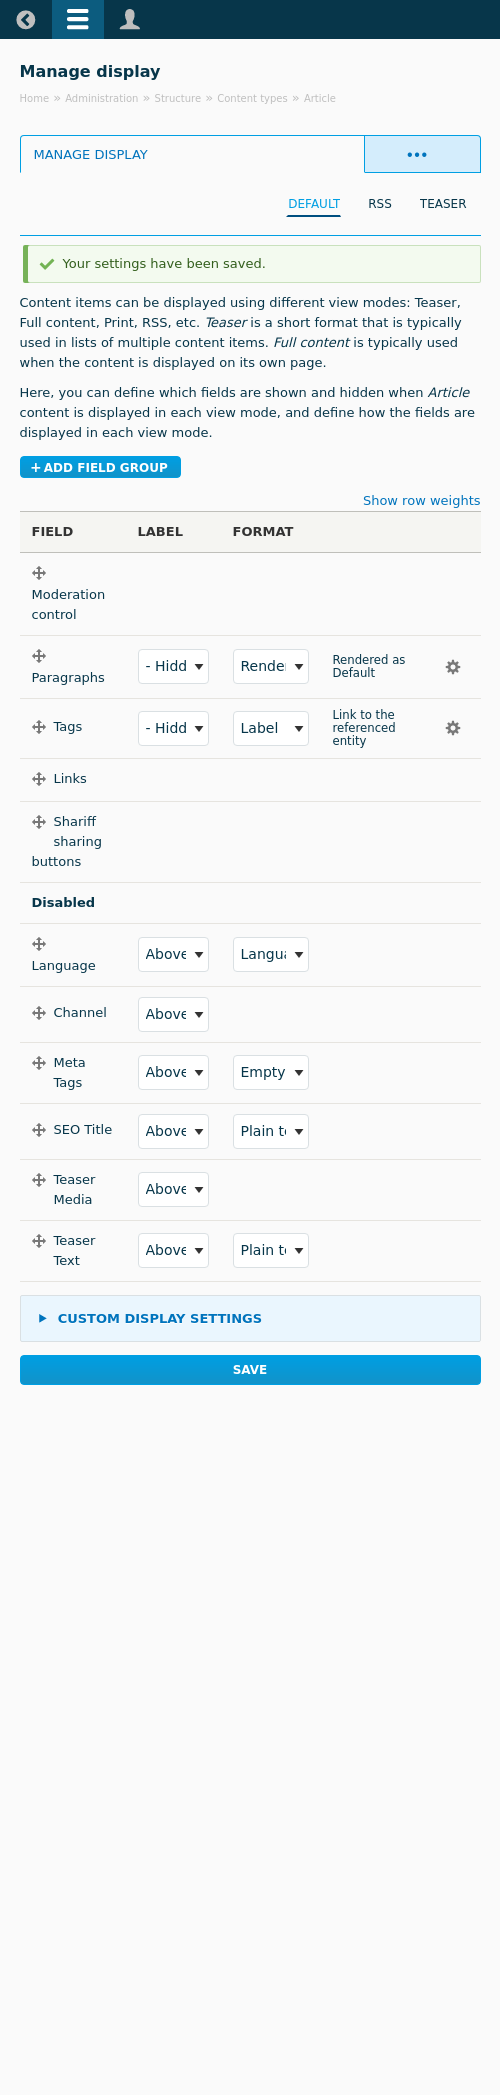 Manage display
Home » Administration » Structure » Content types » Article
MANAGE DISPLAY
•••
DEFAULT RSS TEASER
Your settings have been saved.
Content items can be displayed using different view modes: Teaser,
Full content, Print, RSS, etc. Teaser is a short format that is typically
used in lists of multiple content items. Full content is typically used
when the content is displayed on its own page.
Here, you can define which fields are shown and hidden when Article
content is displayed in each view mode, and define how the fields are
displayed in each view mode.
+ ADD FIELD GROUP
Show row weights
FIELD LABEL FORMAT
Moderation
control
Paragraphs - Hidd Render Rendered as
Default
Tags - Hidd Label Link to the
referenced
entity
Links
Shariff
sharing
buttons
Disabled
Language Above Langua
Channel Above
Meta
Tags Above Empty
SEO Title Above Plain te
Teaser
Media Above
Teaser
Text Above Plain te
CUSTOM DISPLAY SETTINGS
SAVE